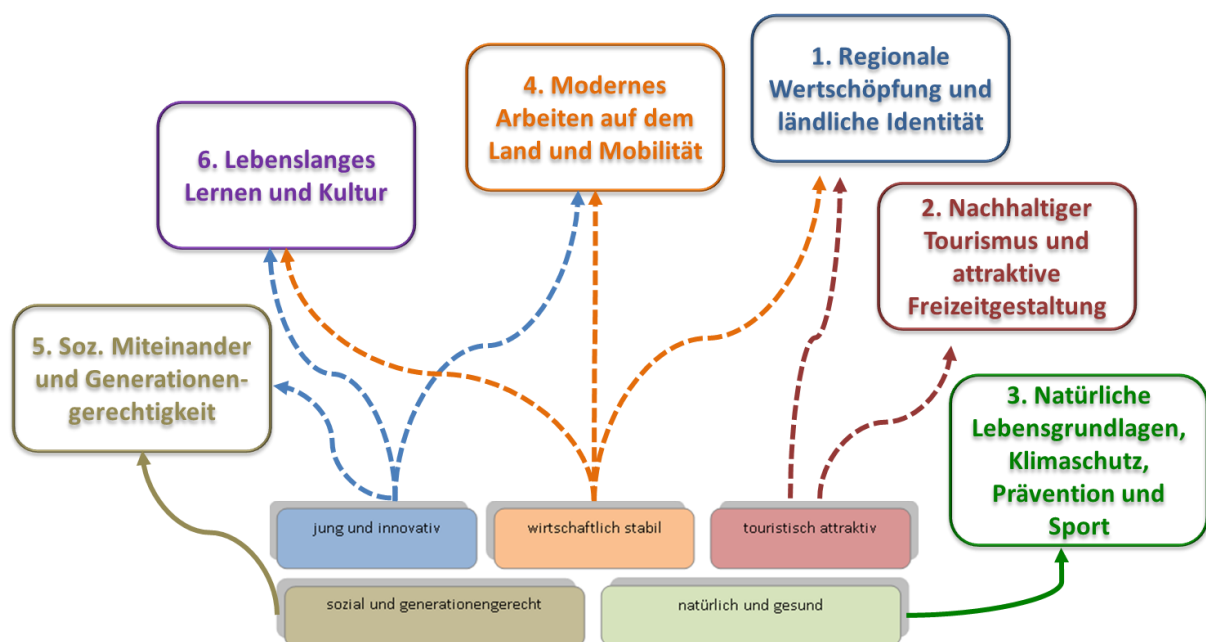 1. Regionale
Wertschöpfung und
ländliche Identität
4. Modernes
Arbeiten auf dem
Land und Mobilität
6. Lebenslanges
Lernen und Kultur
2. Nachhaltiger
Tourismus und
attraktive
Freizeitgestaltung
5. Soz. Miteinander
und Generationen-
gerechtigkeit
3. Natürliche
Lebensgrundlagen,
Klimaschutz,
Prävention und
Sport
jung und innovativ
wirtschaftlich stabil
touristisch attraktiv
sozial und generationengerecht
natürlich und gesund